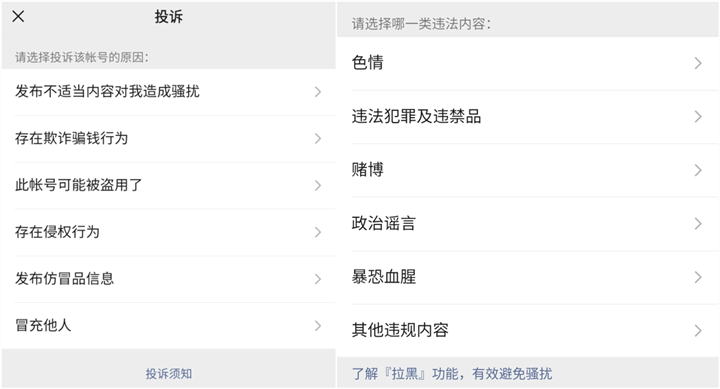 投诉
请选择投诉该帐号的原因：
发布不适当内容对我造成骚扰
存在欺诈骗钱行为
此帐号可能被盗用了
存在侵权行为
发布仿冒品信息
冒充他人
投诉须知
请选择哪一类违法内容：
色情
违法犯罪及违禁品
赌博
政治谣言
暴恐血腥
其他违规内容
了解『拉黑』功能，有效避免骚扰